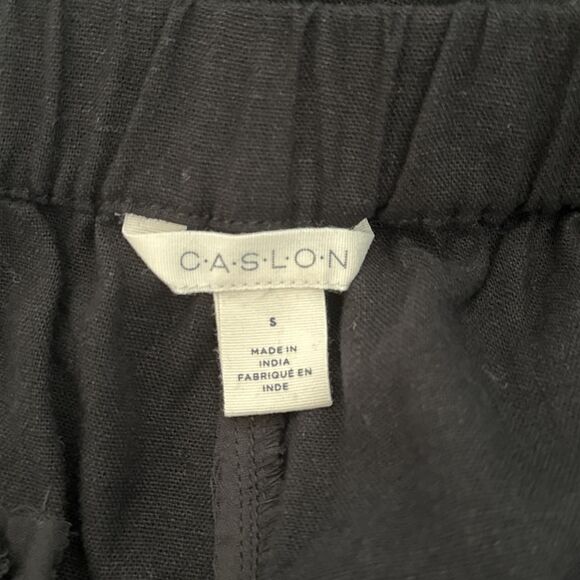 C·A·S·L·O·N
S
MADE IN
INDIA
FABRIQUÉ EN
INDE